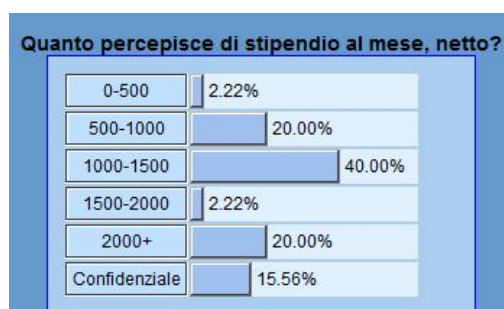 Quanto percepisce di stipendio al mese, netto?
0-500 2.22%
500-1000 20.00%
1000-1500 40.00%
1500-2000 2.22%
2000+ 20.00%
Confidenziale 15.56%